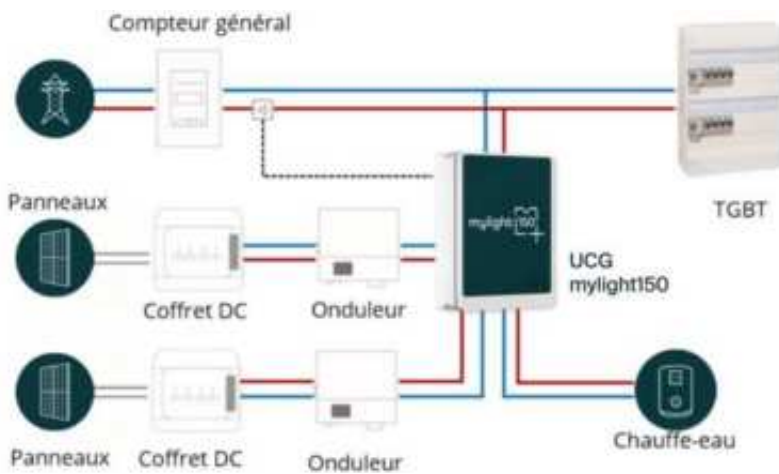 Compteur général
Panneaux
mylight150
TGBT
UCG
mylight150
Coffret DC
Onduleur
Panneaux
Coffret DC
Onduleur
Chauffe-eau